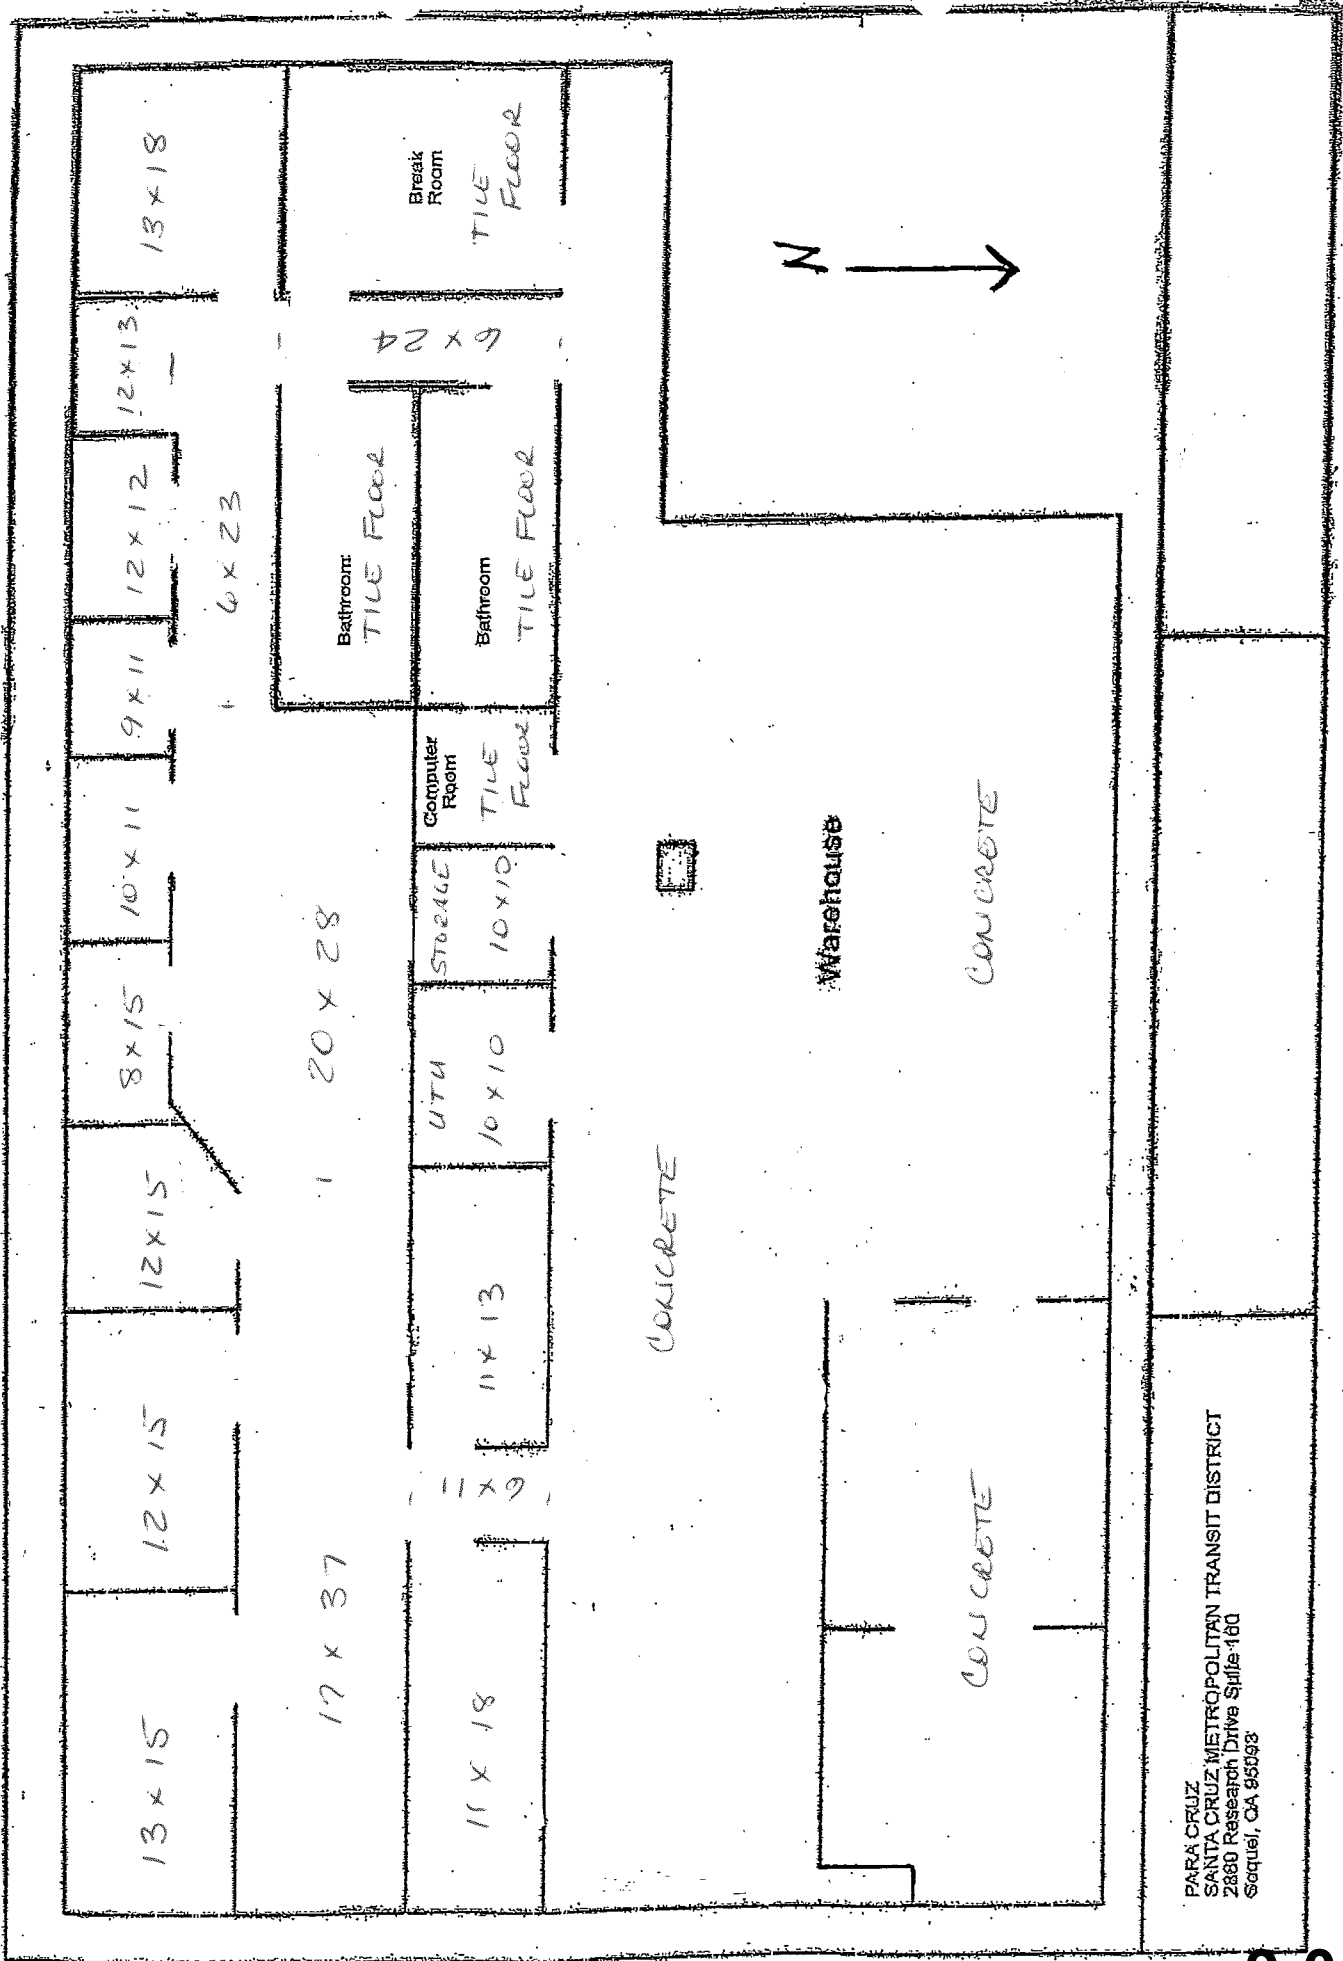 13 x 15
12 x 15
12 x 15
8 x 15
10 x 11
9 x 11
12 x 12
12 x 13
13 x 18
17 x 37
20 x 28
6 x 23
6 x 24
Break
Room
TILE
FLOOR
Bathroom
TILE FLOOR
Bathroom
TILE FLOOR
Computer
Room
TILE
FLOOR
STORAGE
10 x 10
UTU
10 x 10
11 x 13
6 x 11
11 x 18
CONCRETE
Warehouse
CONCRETE
CONCRETE
N
PARA CRUZ
SANTA CRUZ METROPOLITAN TRANSIT DISTRICT
2880 Research Drive Suite 160
Soquel, CA 95093